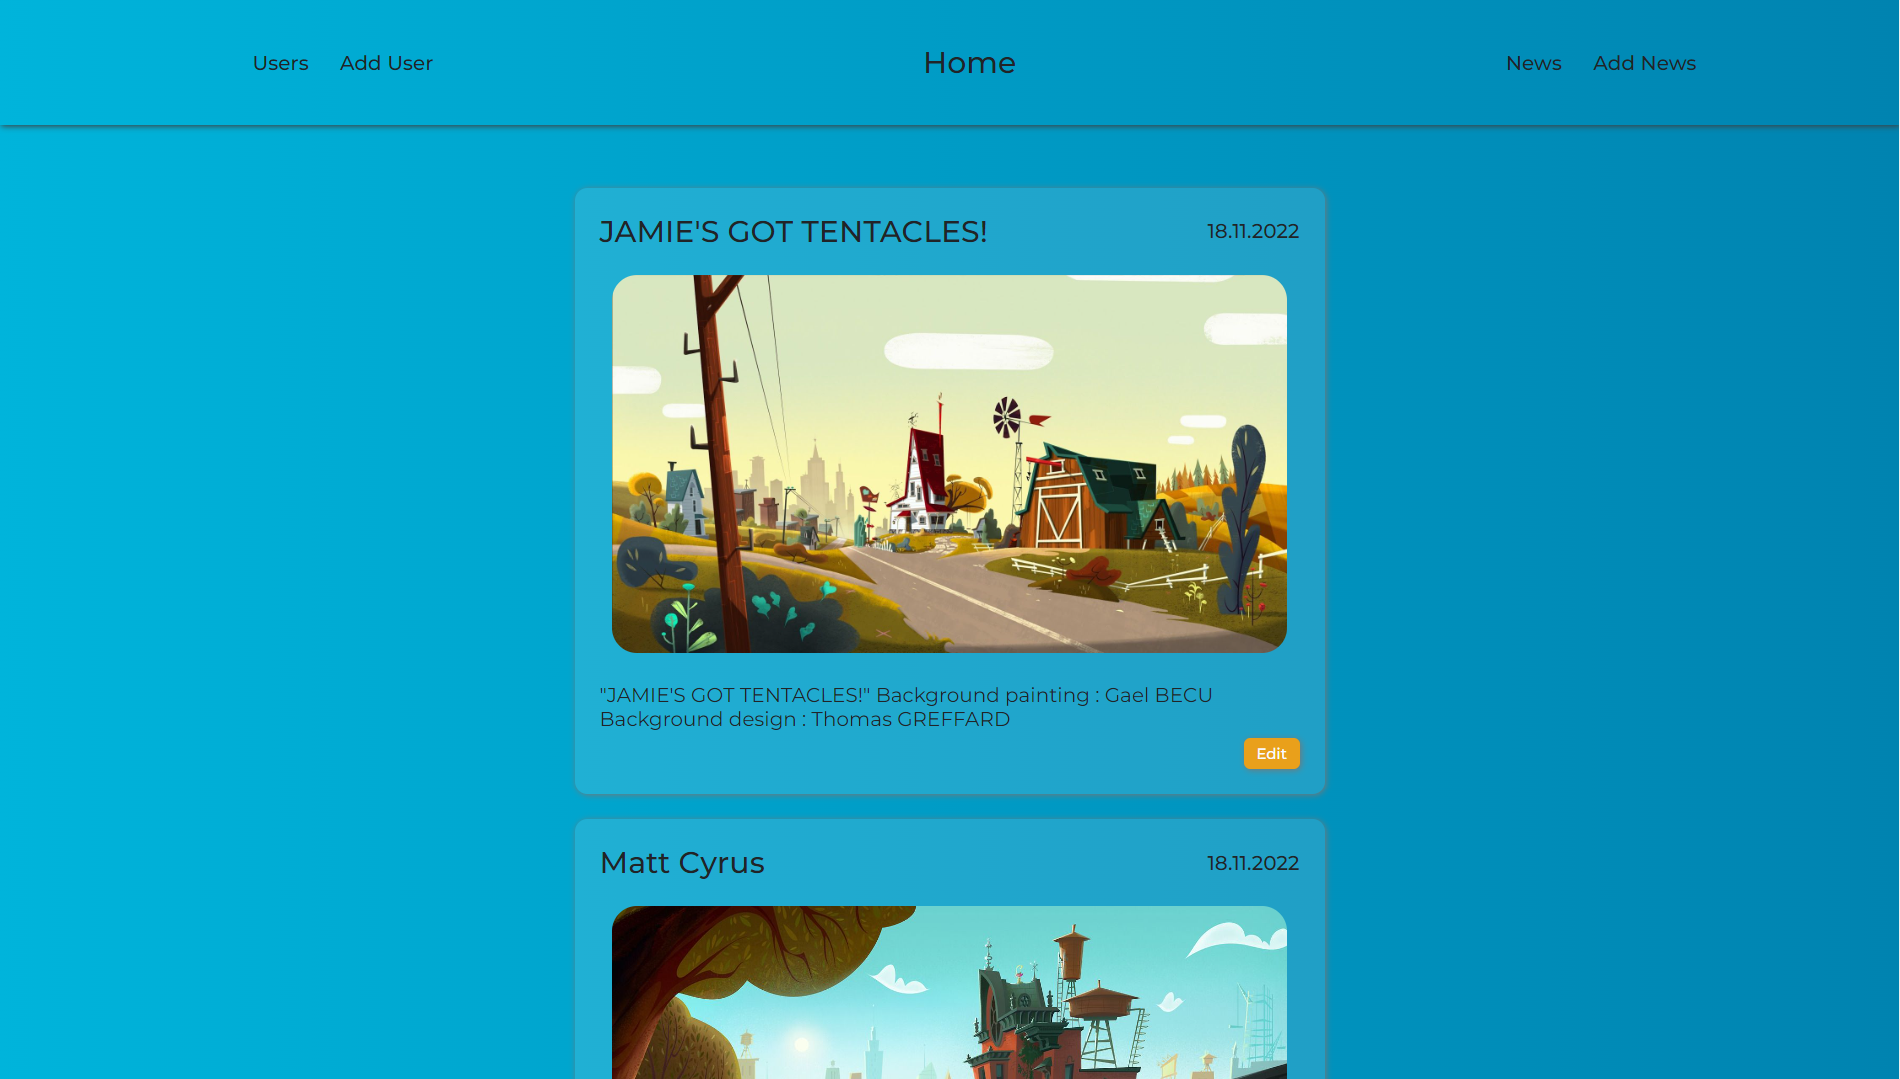 Users Add User Home News Add News
JAMIE'S GOT TENTACLES! 18.11.2022
"JAMIE'S GOT TENTACLES!" Background painting : Gael BECU
Background design : Thomas GREFFARD
Edit
Matt Cyrus 18.11.2022